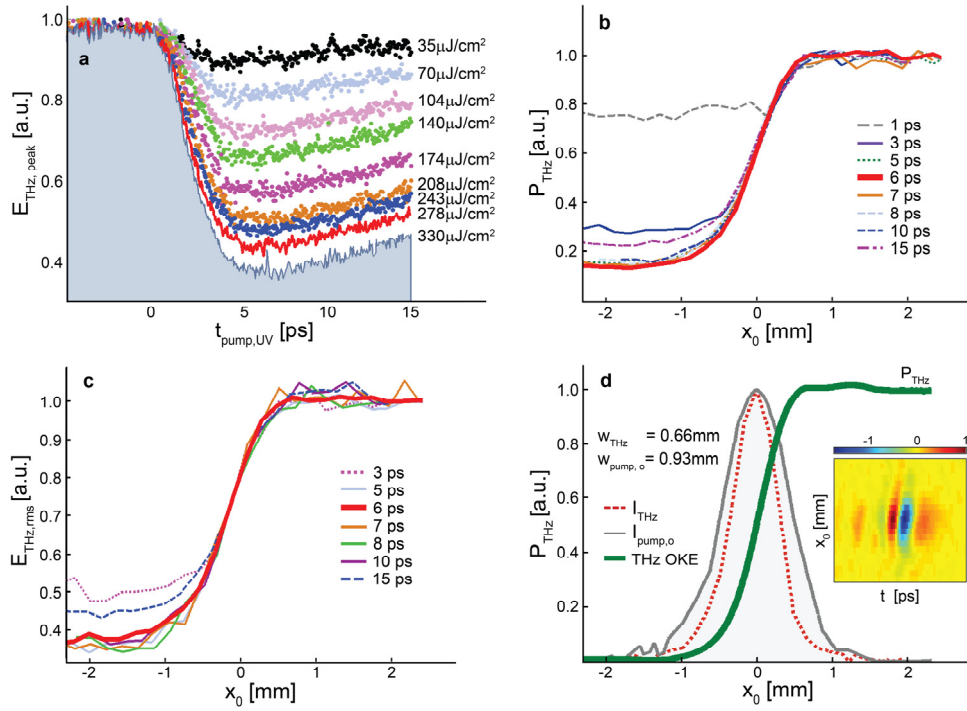 a
E_THz,peak [a.u.]
1.0
0.8
0.6
0.4
35μJ/cm²
70μJ/cm²
104μJ/cm²
140μJ/cm²
174μJ/cm²
208μJ/cm²
243μJ/cm²
278μJ/cm²
330μJ/cm²
0 5 10 15
t_pump,UV [ps]
b
P_THz [a.u.]
1.0
0.8
0.6
0.4
0.2
1 ps
3 ps
5 ps
6 ps
7 ps
8 ps
10 ps
15 ps
-2 -1 0 1 2
x_0 [mm]
c
E_THz,rms [a.u.]
1.0
0.9
0.8
0.7
0.6
0.5
0.4
3 ps
5 ps
6 ps
7 ps
8 ps
10 ps
15 ps
-2 -1 0 1 2
x_0 [mm]
d
P_THz
P_THz [a.u.]
1.0
0.8
0.6
0.4
0.2
w_THz = 0.66mm
w_pump, o = 0.93mm
I_THz
I_pump,o
THz OKE
-1 0 1
x_0 [mm]
t [ps]
-2 -1 0 1 2
x_0 [mm]